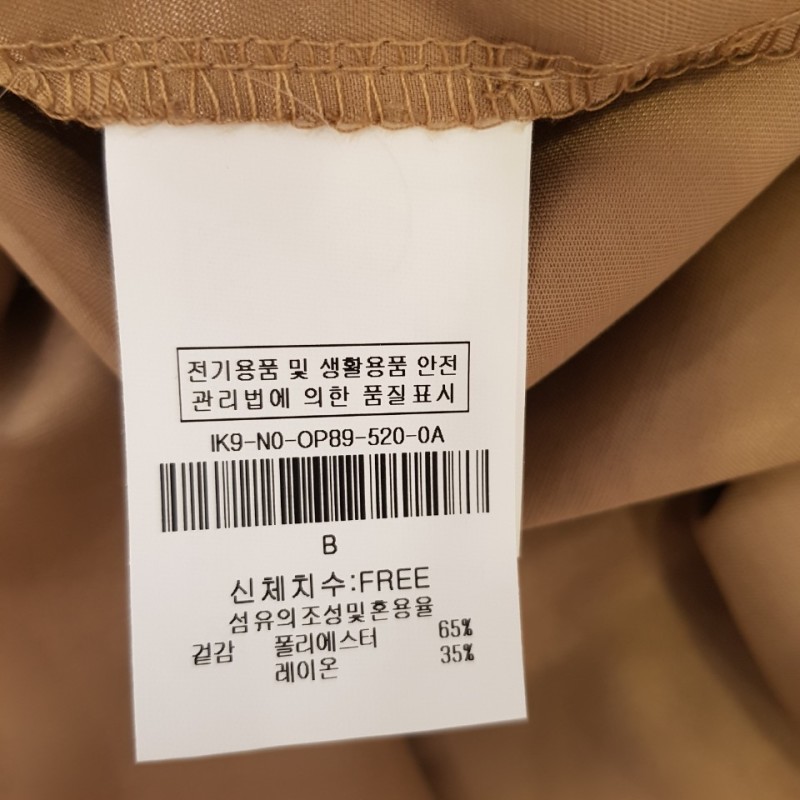 전기용품 및 생활용품 안전
관리법에 의한 품질표시
IK9-N0-OP89-520-0A
B
신체치수:FREE
섬유의조성및혼용율
겉감 폴리에스터 65%
레이온 35%